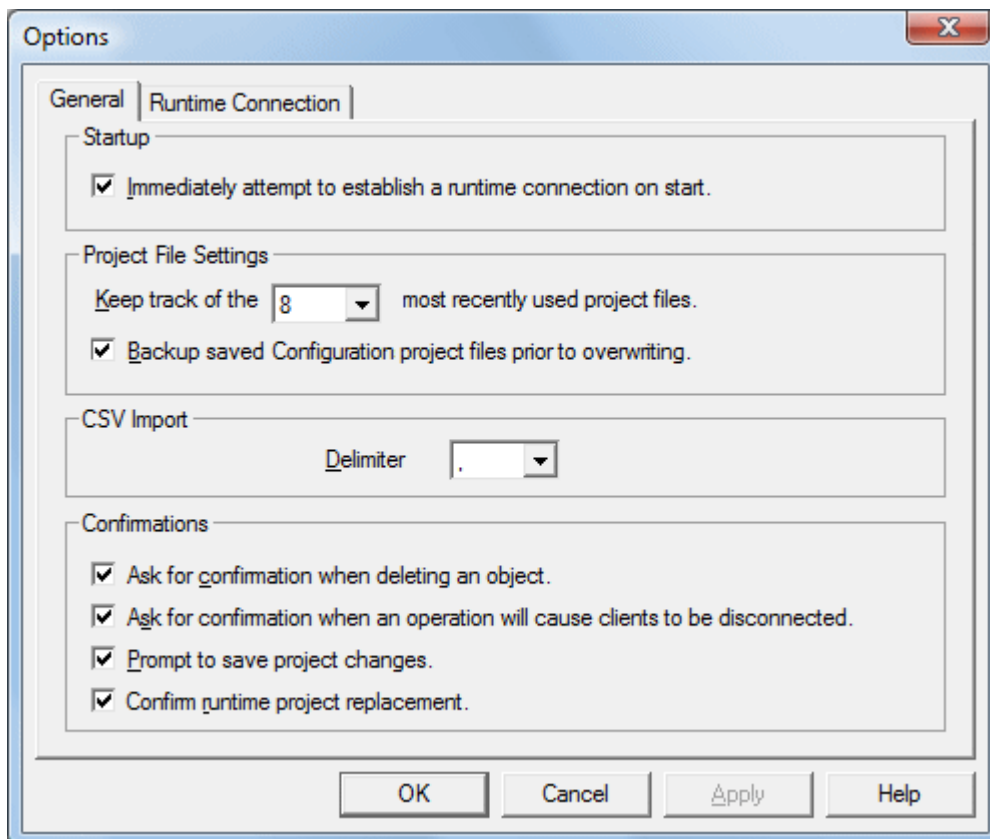 Options
General Runtime Connection
Startup
Immediately attempt to establish a runtime connection on start.
Project File Settings
Keep track of the 8 most recently used project files.
Backup saved Configuration project files prior to overwriting.
CSV Import
Delimiter ,
Confirmations
Ask for confirmation when deleting an object.
Ask for confirmation when an operation will cause clients to be disconnected.
Prompt to save project changes.
Confirm runtime project replacement.
OK Cancel Apply Help